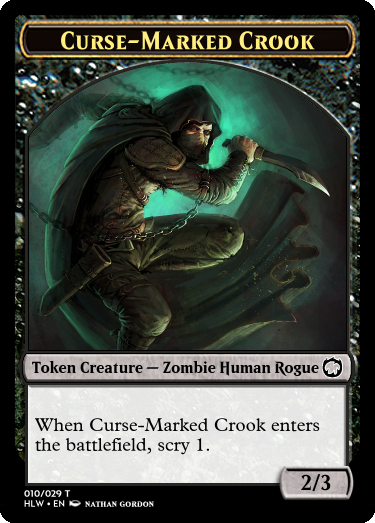 Curse-Marked Crook
Token Creature — Zombie Human Rogue
When Curse-Marked Crook enters
the battlefield, scry 1.
2/3
010/029 T
HLW • EN NATHAN GORDON